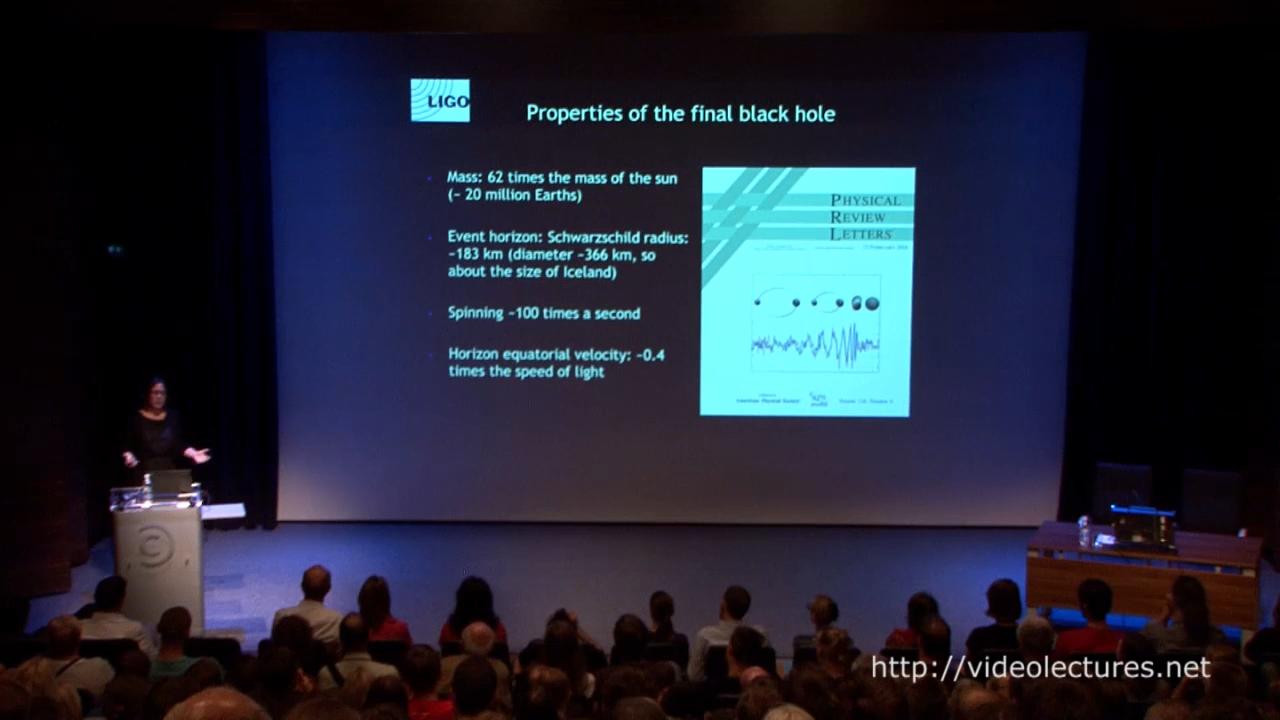 LIGO
Properties of the final black hole
Mass: 62 times the mass of the sun
(~ 20 million Earths)
Event horizon: Schwarzschild radius:
~183 km (diameter ~366 km, so
about the size of Iceland)
Spinning ~100 times a second
Horizon equatorial velocity: ~0.4
times the speed of light
PHYSICAL
REVIEW
LETTERS
http://videolectures.net